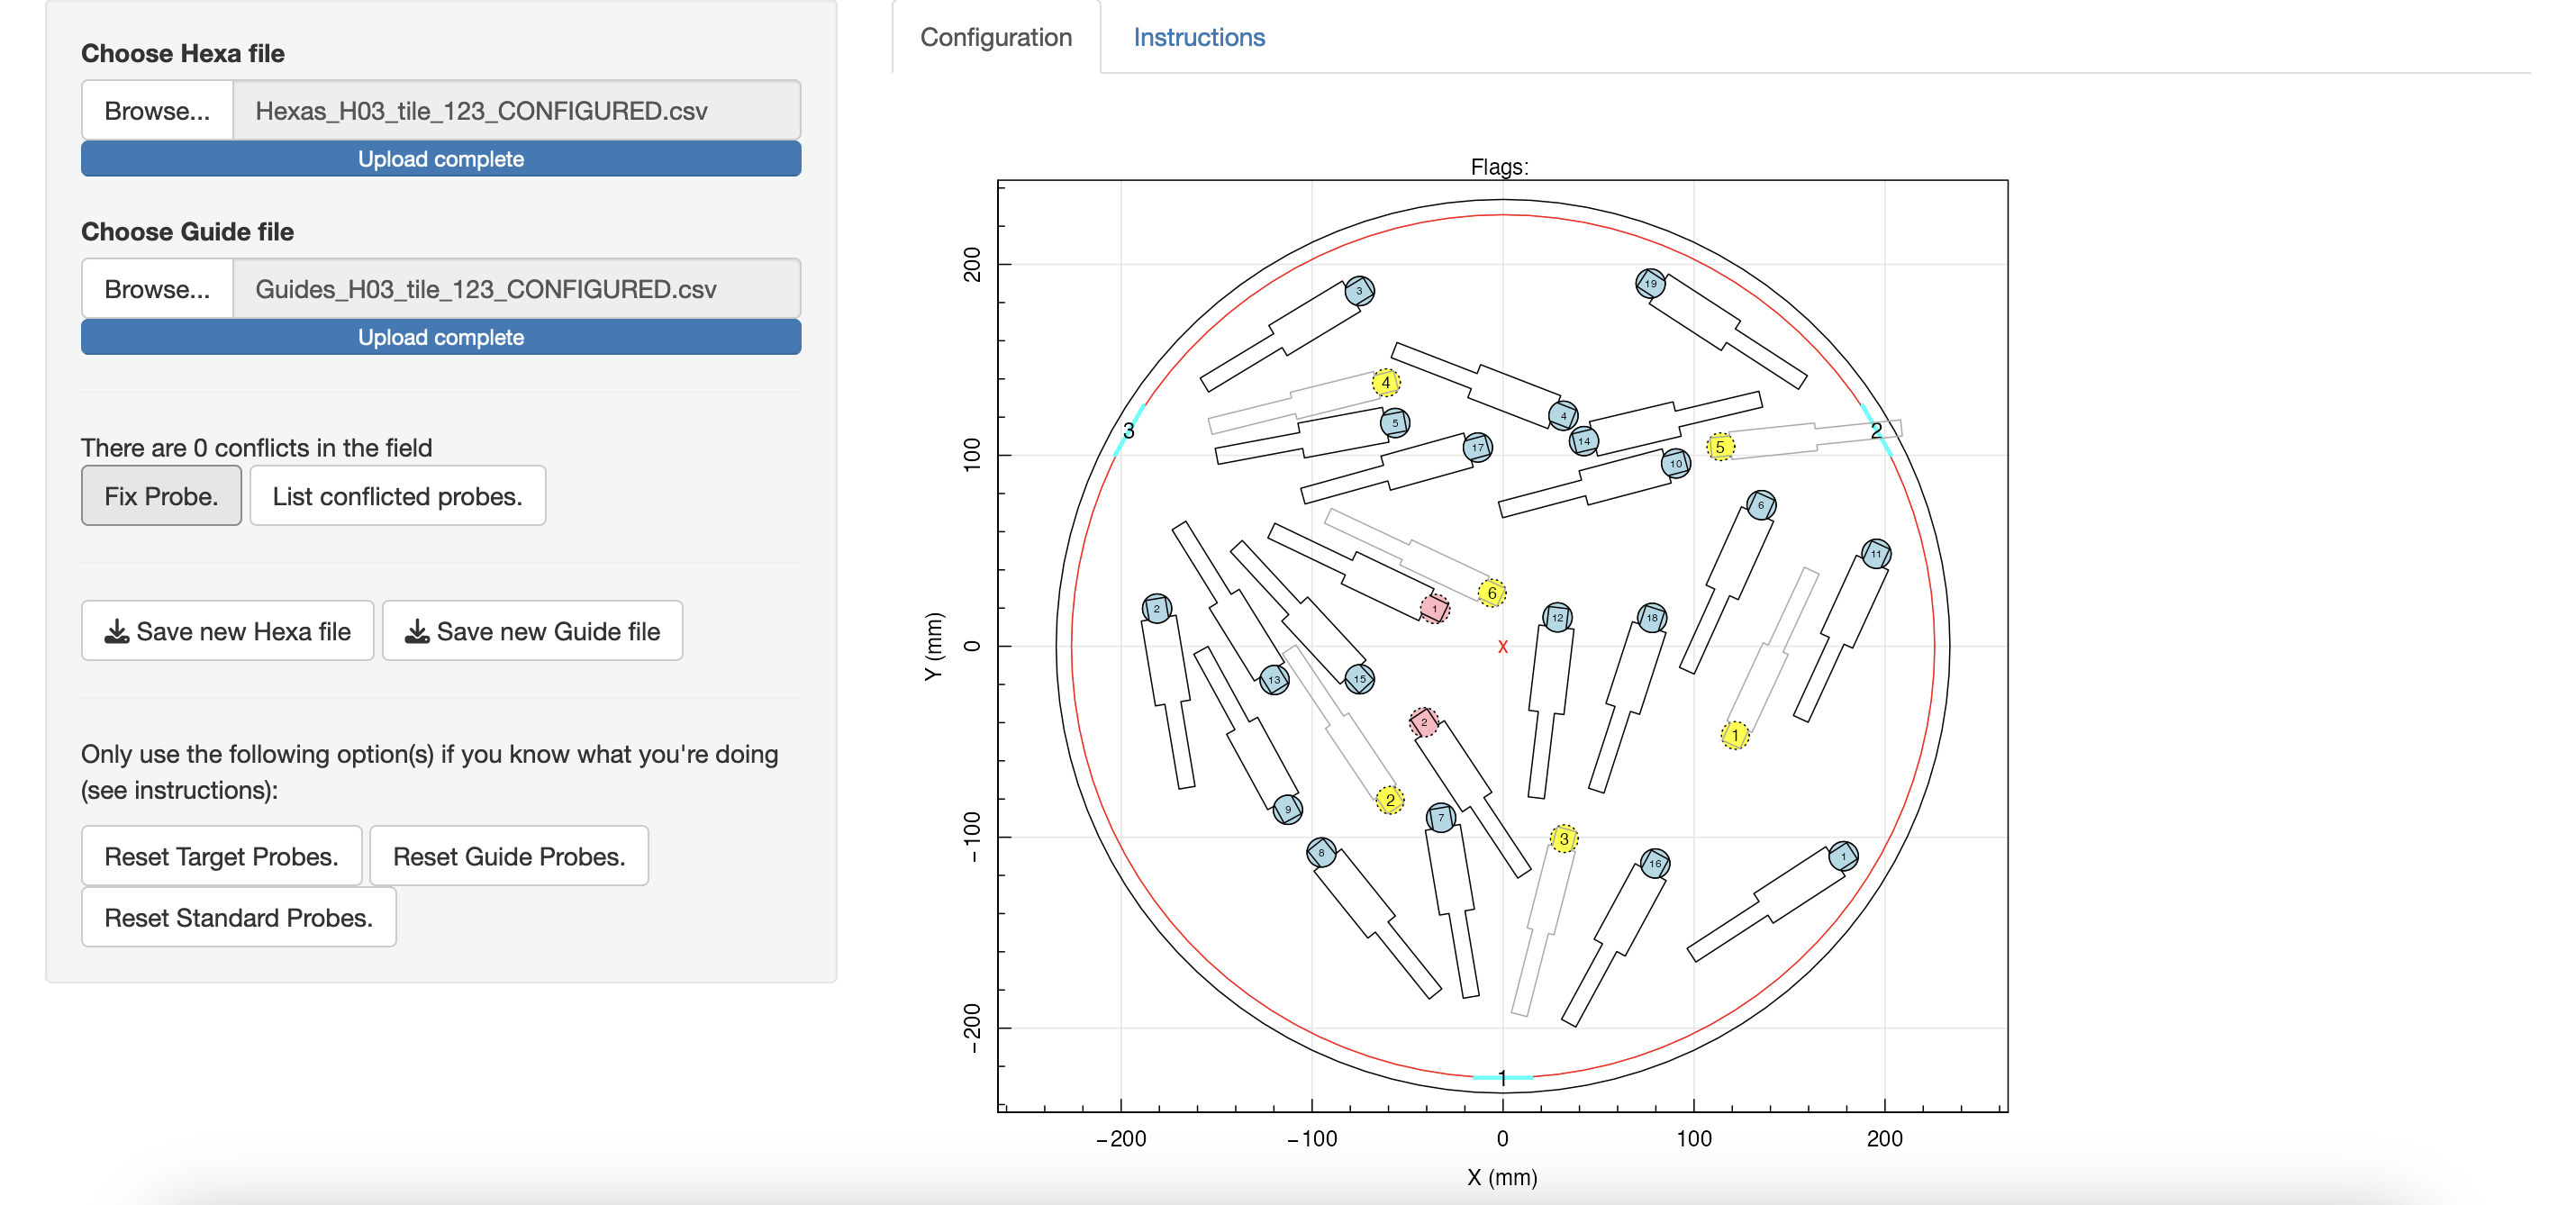 Choose Hexa file
Browse... Hexas_H03_tile_123_CONFIGURED.csv
Upload complete
Choose Guide file
Browse... Guides_H03_tile_123_CONFIGURED.csv
Upload complete
There are 0 conflicts in the field
Fix Probe. List conflicted probes.
Save new Hexa file Save new Guide file
Only use the following option(s) if you know what you're doing
(see instructions):
Reset Target Probes. Reset Guide Probes.
Reset Standard Probes.
Configuration Instructions
Flags:
200
100
0
−100
−200
Y (mm)
3
19
4
4
5
3
2
14
5
17
10
6
11
6
2
1
12
18
X
13
15
2
1
2
9
7
3
8
16
1
1
−200 −100 0 100 200
X (mm)